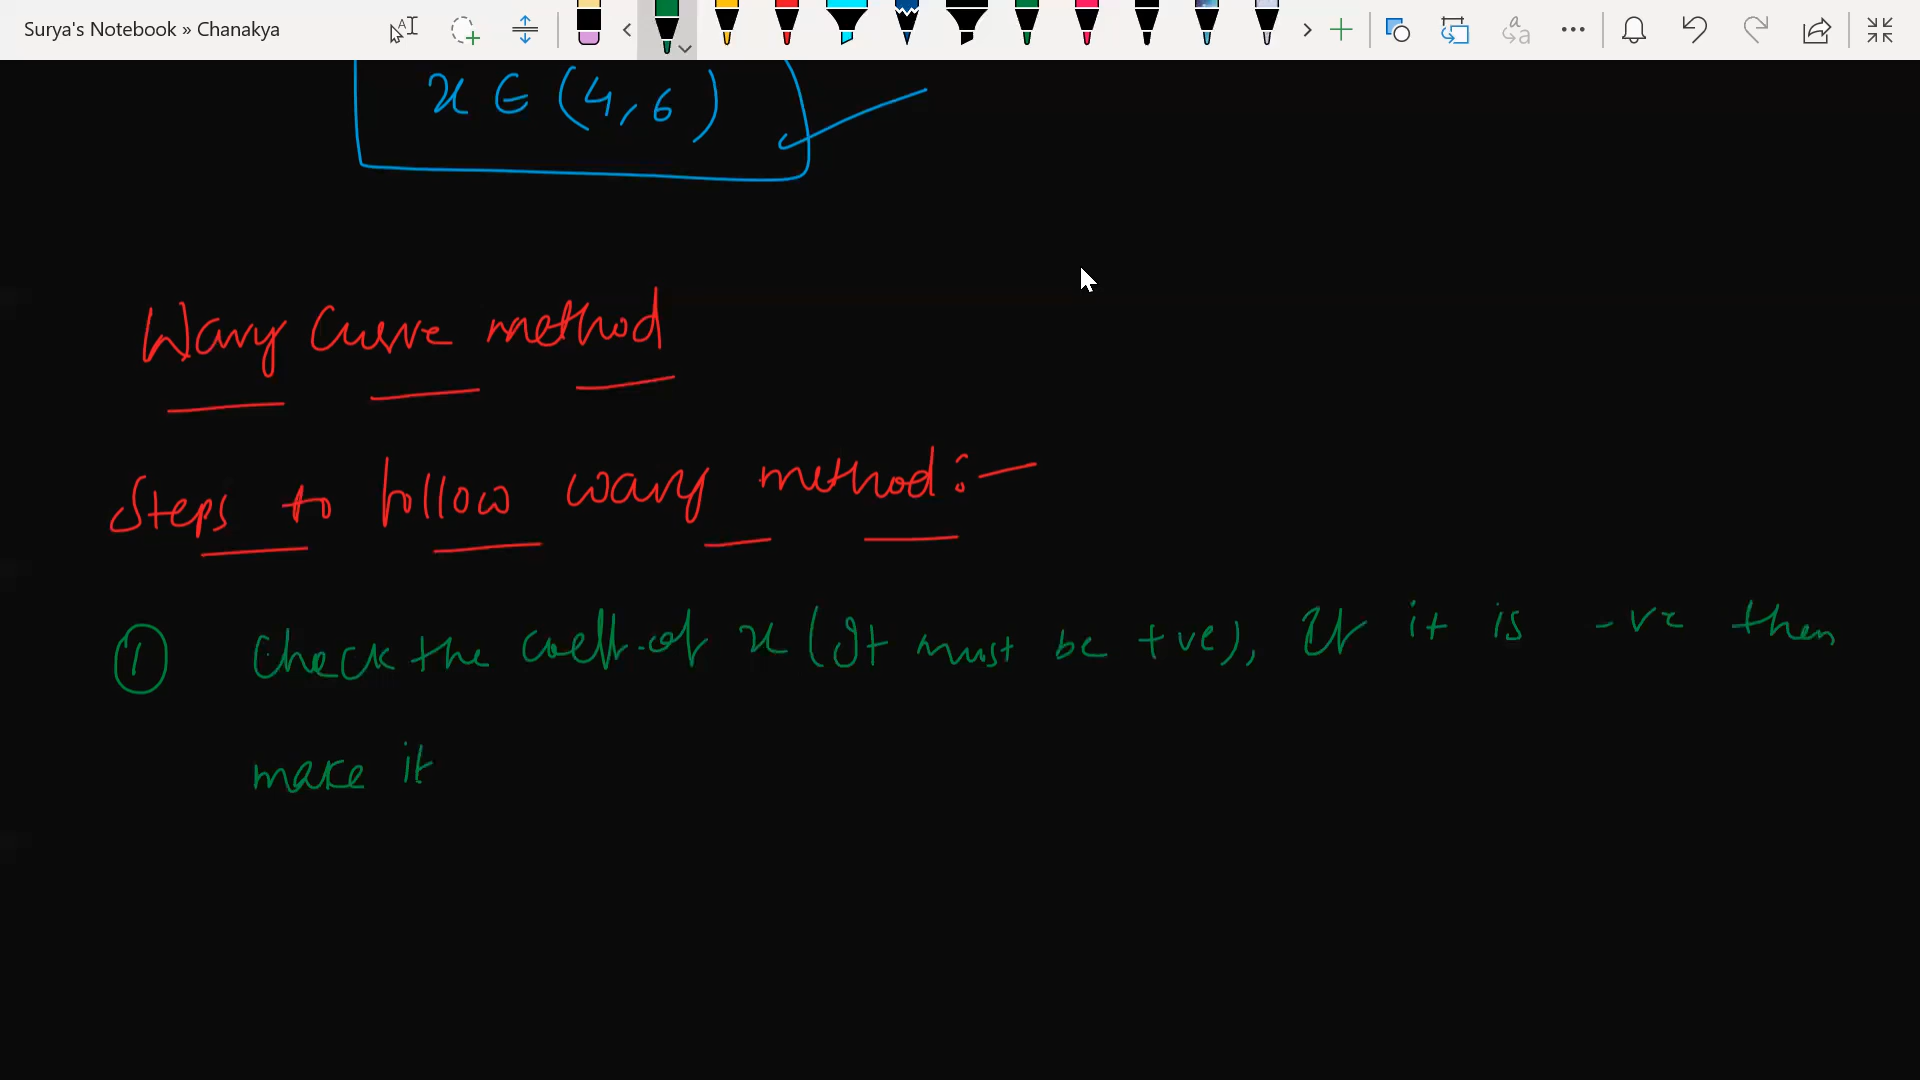 Surya's Notebook » Chanakya
x ∈ (4, 6)
Wavy Curve method
Steps to follow wavy method :-
① Check the coeff. of x (It must be +ve), If it is -ve then
make it